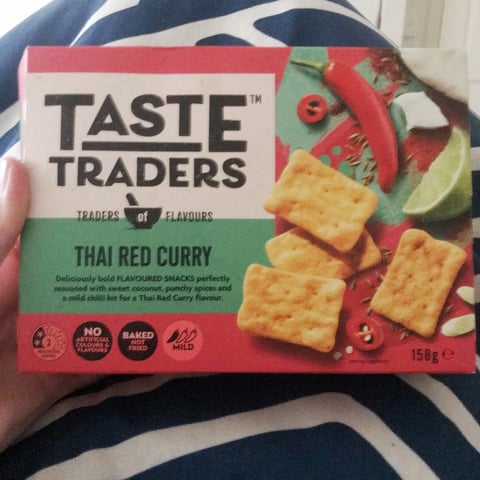 TASTE™
TRADERS
TRADERS of FLAVOURS
THAI RED CURRY
Deliciously bold FLAVOURED SNACKS perfectly
seasoned with sweet coconut, punchy spices and
a mild chilli hit for a Thai Red Curry flavour.
2
NO
ARTIFICIAL
COLOURS &
FLAVOURS
BAKED
NOT
FRIED
MILD
150g e